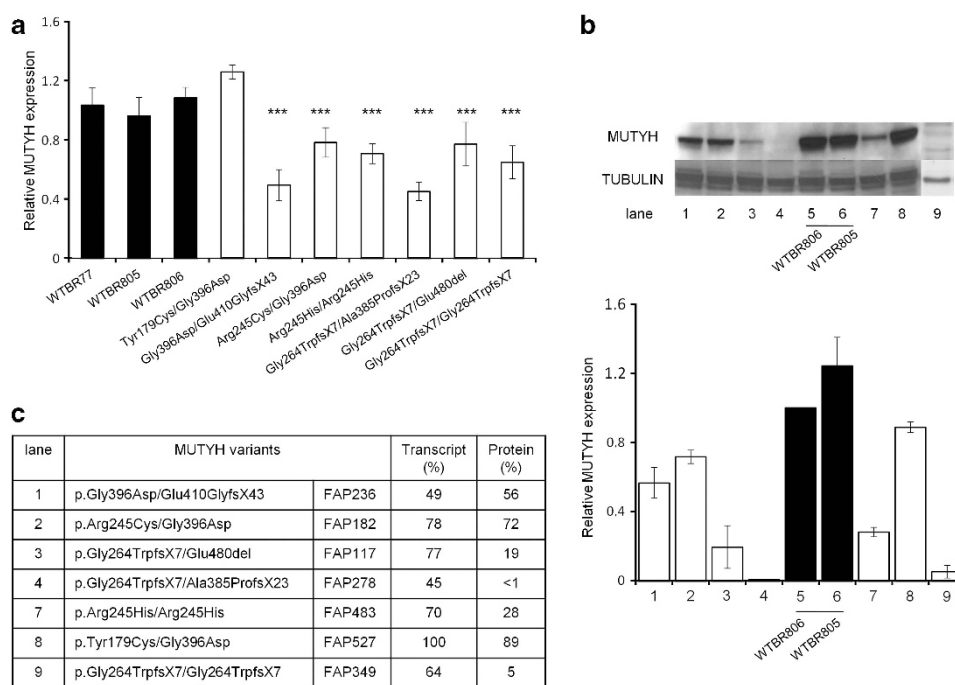 a
1.6
1.2
0.8
0.4
0
Relative MUTYH expression
*** *** *** *** *** ***
WTBR77
WTBR805
WTBR806
Tyr179Cys/Gly396Asp
Gly396Asp/Glu410GlyfsX43
Arg245Cys/Gly396Asp
Arg245His/Arg245His
Gly264TrpfsX7/Ala385ProfsX23
Gly264TrpfsX7/Glu480del
Gly264TrpfsX7/Gly264TrpfsX7
b
MUTYH
TUBULIN
lane 1 2 3 4 5 6 7 8 9
WTBR806
WTBR805
1.6
1.2
0.8
0.4
0
Relative MUTYH expression
1 2 3 4 5 6 7 8 9
WTBR806
WTBR805
c
lane MUTYH variants Transcript (%) Protein (%)
1 p.Gly396Asp/Glu410GlyfsX43 FAP236 49 56
2 p.Arg245Cys/Gly396Asp FAP182 78 72
3 p.Gly264TrpfsX7/Glu480del FAP117 77 19
4 p.Gly264TrpfsX7/Ala385ProfsX23 FAP278 45 <1
7 p.Arg245His/Arg245His FAP483 70 28
8 p.Tyr179Cys/Gly396Asp FAP527 100 89
9 p.Gly264TrpfsX7/Gly264TrpfsX7 FAP349 64 5